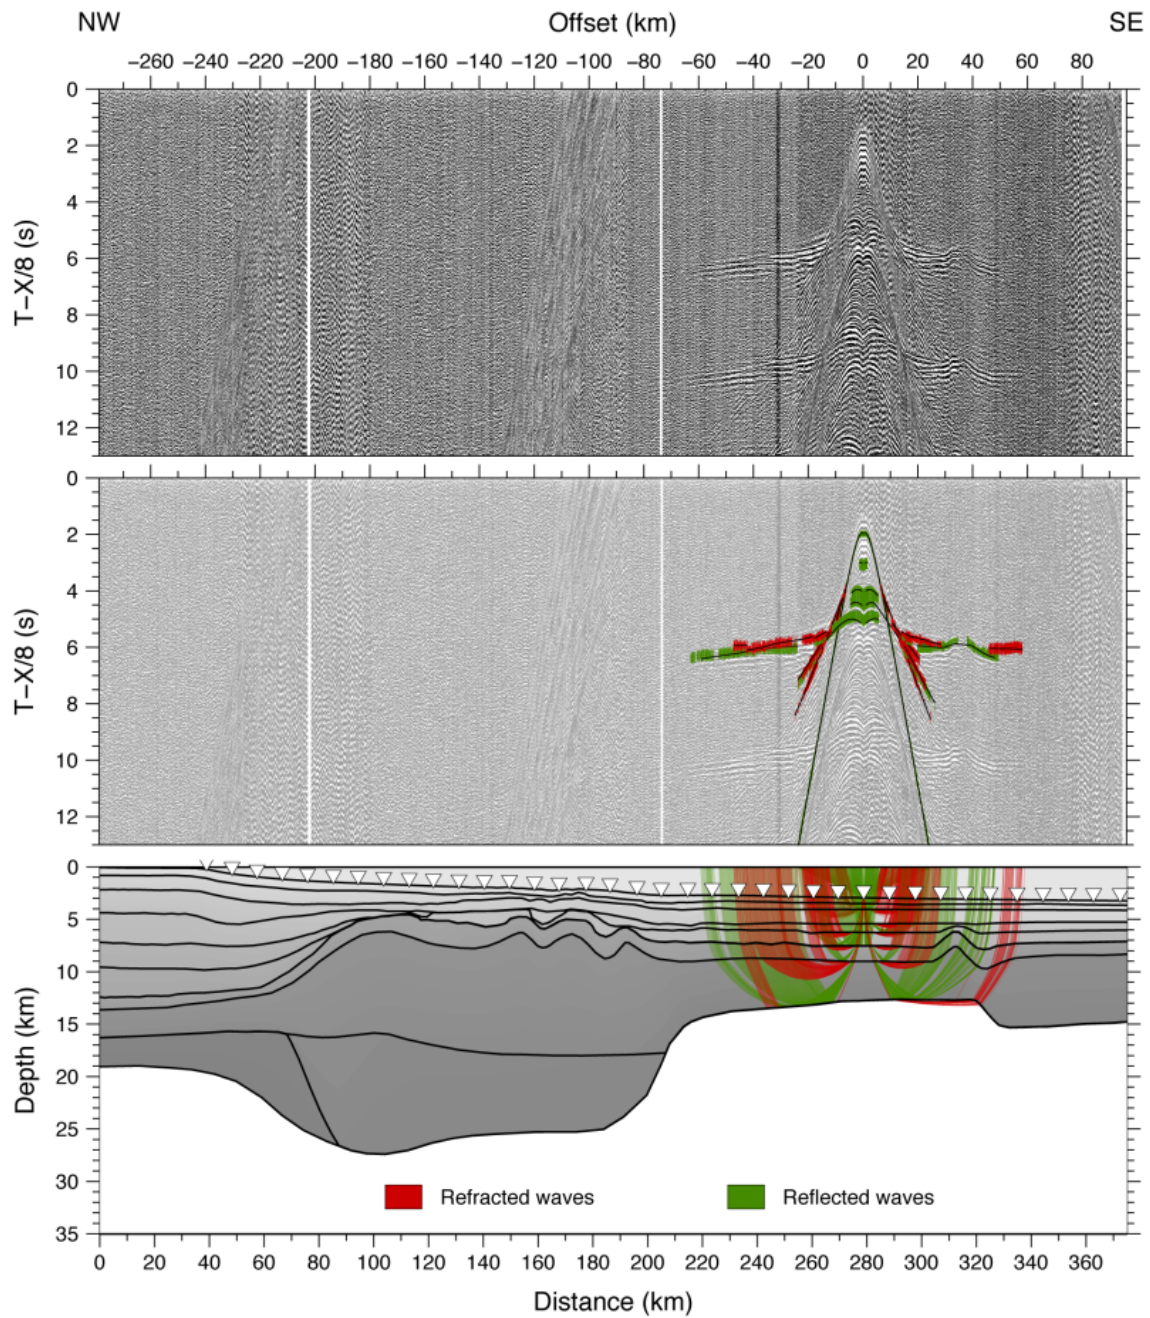 NW Offset (km) SE
−260 −240 −220 −200 −180 −160 −140 −120 −100 −80 −60 −40 −20 0 20 40 60 80
T−X/8 (s)
0
2
4
6
8
10
12
T−X/8 (s)
0
2
4
6
8
10
12
Depth (km)
0
5
10
15
20
25
30
35
Refracted waves Reflected waves
0 20 40 60 80 100 120 140 160 180 200 220 240 260 280 300 320 340 360
Distance (km)